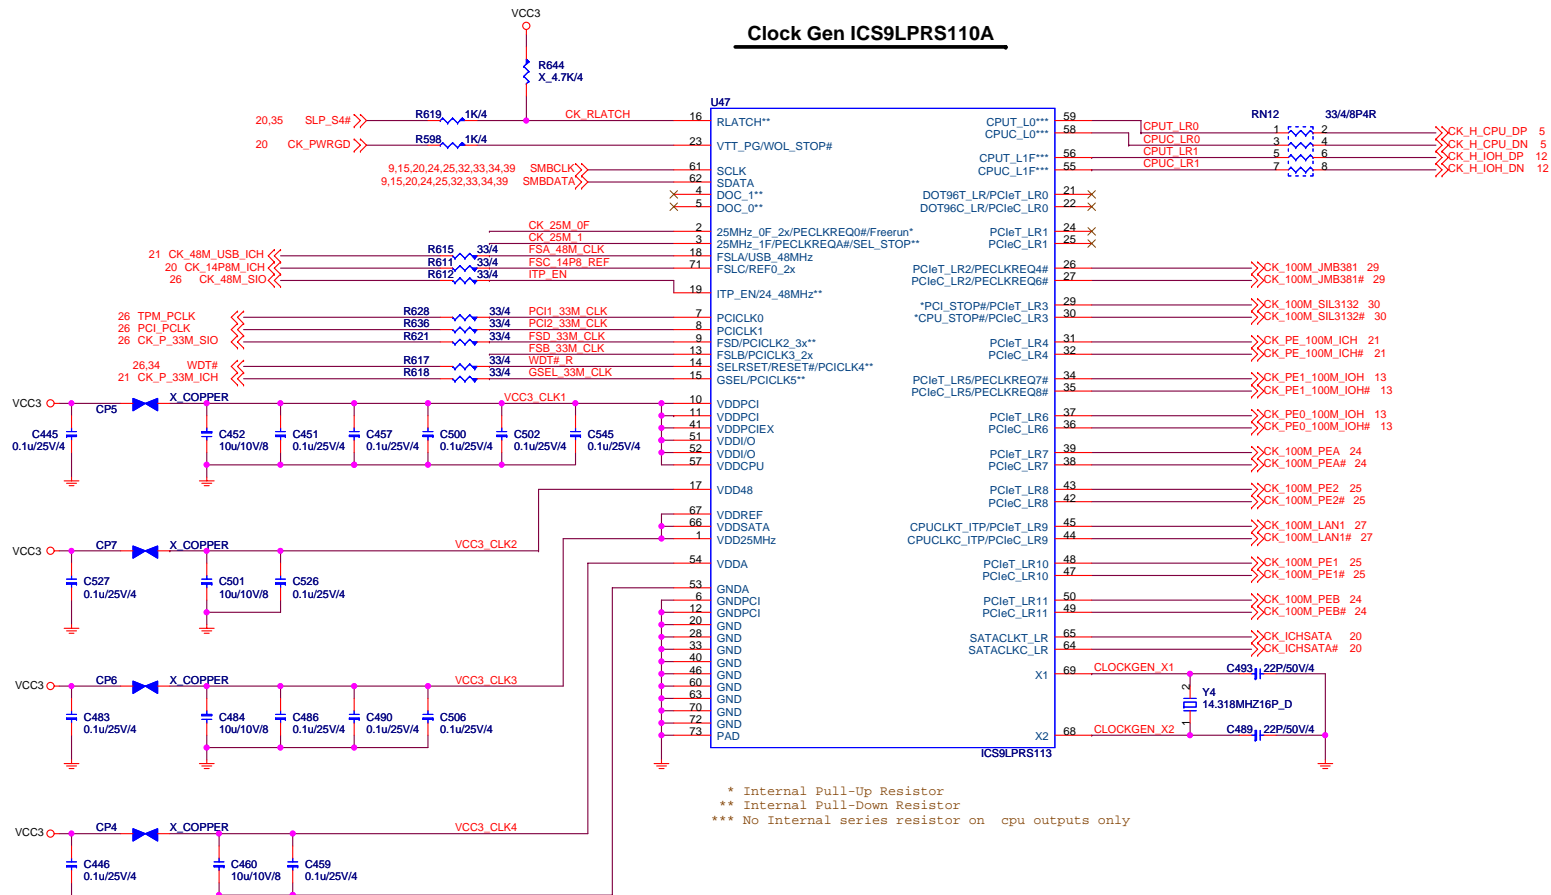 Clock Gen ICS9LPRS110A
VCC3
R644
X_4.7K/4
20,35 SLP_S4# R619 1K/4 CK_RLATCH
20 CK_PWRGD R598 1K/4
9,15,20,24,25,32,33,34,39 SMBCLK
9,15,20,24,25,32,33,34,39 SMBDATA
CK_25M_0F
CK_25M_1
21 CK_48M_USB_ICH R615 33/4 FSA_48M_CLK
20 CK_14P8M_ICH R611 33/4 FSC_14P8_REF
26 CK_48M_SIO R612 33/4 ITP_EN
26 TPM_PCLK R628 33/4 PCI1_33M_CLK
26 PCI_PCLK R636 33/4 PCI2_33M_CLK
26 CK_P_33M_SIO R621 33/4 FSD_33M_CLK
FSB_33M_CLK
26,34 WDT# R617 33/4 WDT#_R
21 CK_P_33M_ICH R618 33/4 GSEL_33M_CLK
VCC3 CP5 X_COPPER VCC3_CLK1
C445
0.1u/25V/4
C452
10u/10V/8
C451
0.1u/25V/4
C457
0.1u/25V/4
C500
0.1u/25V/4
C502
0.1u/25V/4
C545
0.1u/25V/4
VCC3 CP7 X_COPPER VCC3_CLK2
C527
0.1u/25V/4
C501
10u/10V/8
C526
0.1u/25V/4
VCC3 CP6 X_COPPER VCC3_CLK3
C483
0.1u/25V/4
C484
10u/10V/8
C486
0.1u/25V/4
C490
0.1u/25V/4
C506
0.1u/25V/4
VCC3 CP4 X_COPPER VCC3_CLK4
C446
0.1u/25V/4
C460
10u/10V/8
C459
0.1u/25V/4
U47
16 RLATCH**
23 VTT_PG/WOL_STOP#
61 SCLK
62 SDATA
4 DOC_1**
5 DOC_0**
2 25MHz_0F_2x/PECLKREQ0#/Freerun*
3 25MHz_1F/PECLKREQA#/SEL_STOP**
18 FSLA/USB_48MHz
71 FSLC/REF0_2x
19 ITP_EN/24_48MHz**
7 PCICLK0
8 PCICLK1
9 FSD/PCICLK2_3x**
13 FSLB/PCICLK3_2x
14 SELRSET/RESET#/PCICLK4**
15 GSEL/PCICLK5**
10 VDDPCI
11 VDDPCI
41 VDDPCIEX
51 VDDI/O
52 VDDI/O
57 VDDCPU
17 VDD48
67 VDDREF
66 VDDSATA
1 VDD25MHz
54 VDDA
53 GNDA
6 GNDPCI
12 GNDPCI
20 GND
28 GND
33 GND
40 GND
46 GND
60 GND
63 GND
70 GND
72 GND
73 PAD
CPUT_L0*** 59
CPUC_L0*** 58
CPUT_L1F*** 56
CPUC_L1F*** 55
DOT96T_LR/PCIeT_LR0 21
DOT96C_LR/PCIeC_LR0 22
PCIeT_LR1 24
PCIeC_LR1 25
PCIeT_LR2/PECLKREQ4# 26 CK_100M_JMB381 29
PCIeC_LR2/PECLKREQ6# 27 CK_100M_JMB381# 29
*PCI_STOP#/PCIeT_LR3 29 CK_100M_SIL3132 30
*CPU_STOP#/PCIeC_LR3 30 CK_100M_SIL3132# 30
PCIeT_LR4 31 CK_PE_100M_ICH 21
PCIeC_LR4 32 CK_PE_100M_ICH# 21
PCIeT_LR5/PECLKREQ7# 34 CK_PE1_100M_IOH 13
PCIeC_LR5/PECLKREQ8# 35 CK_PE1_100M_IOH# 13
PCIeT_LR6 37 CK_PE0_100M_IOH 13
PCIeC_LR6 36 CK_PE0_100M_IOH# 13
PCIeT_LR7 39 CK_100M_PEA 24
PCIeC_LR7 38 CK_100M_PEA# 24
PCIeT_LR8 43 CK_100M_PE2 25
PCIeC_LR8 42 CK_100M_PE2# 25
CPUCLKT_ITP/PCIeT_LR9 45 CK_100M_LAN1 27
CPUCLKC_ITP/PCIeC_LR9 44 CK_100M_LAN1# 27
PCIeT_LR10 48 CK_100M_PE1 25
PCIeC_LR10 47 CK_100M_PE1# 25
PCIeT_LR11 50 CK_100M_PEB 24
PCIeC_LR11 49 CK_100M_PEB# 24
SATACLKT_LR 65 CK_ICHSATA 20
SATACLKC_LR 64 CK_ICHSATA# 20
X1 69 CLOCKGEN_X1 C493 22P/50V/4
2 Y4
14.318MHZ16P_D
1
X2 68 CLOCKGEN_X2 C489 22P/50V/4
ICS9LPRS113
RN12 33/4/8P4R
CPUT_LR0 1 2 CK_H_CPU_DP 5
CPUC_LR0 3 4 CK_H_CPU_DN 5
CPUT_LR1 5 6 CK_H_IOH_DP 12
CPUC_LR1 7 8 CK_H_IOH_DN 12
* Internal Pull-Up Resistor
** Internal Pull-Down Resistor
*** No Internal series resistor on cpu outputs only